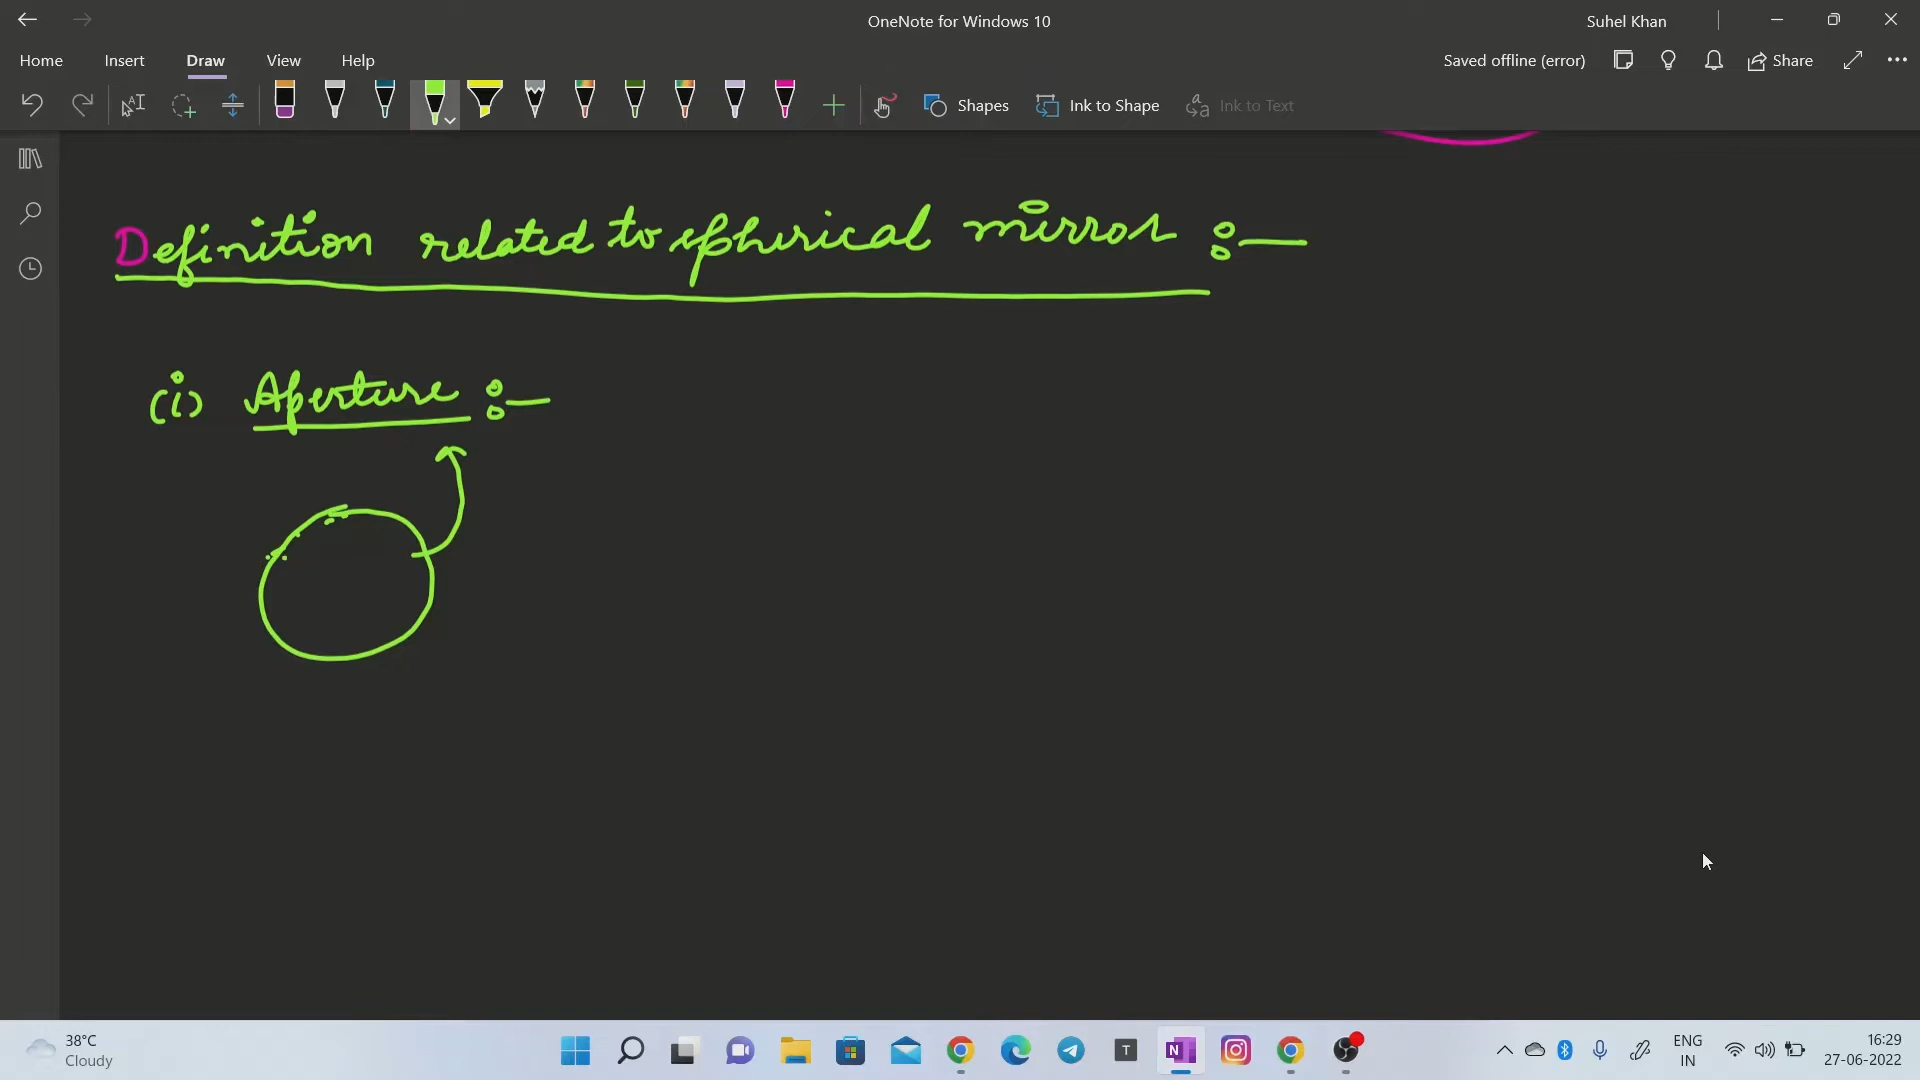 OneNote for Windows 10
Suhel Khan
Home Insert Draw View Help
Saved offline (error) Share
Shapes Ink to Shape Ink to Text
Definition related to spherical mirror :—
(i) Aperture :—
38°C
Cloudy
ENG
IN
16:29
27-06-2022